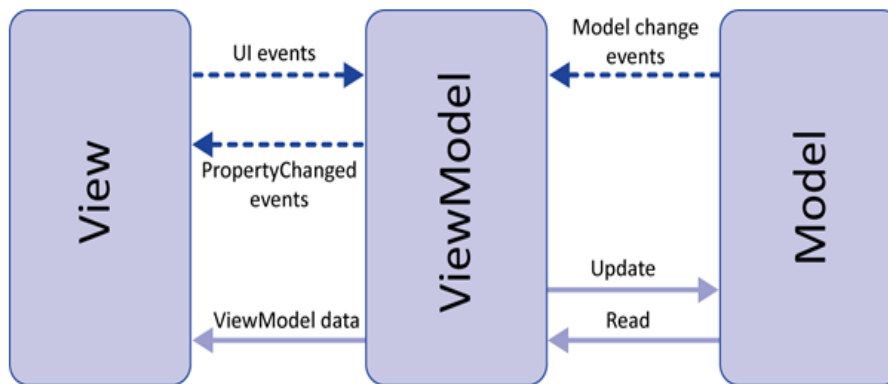 View
UI events
PropertyChanged
events
ViewModel data
ViewModel
Model change
events
Update
Read
Model